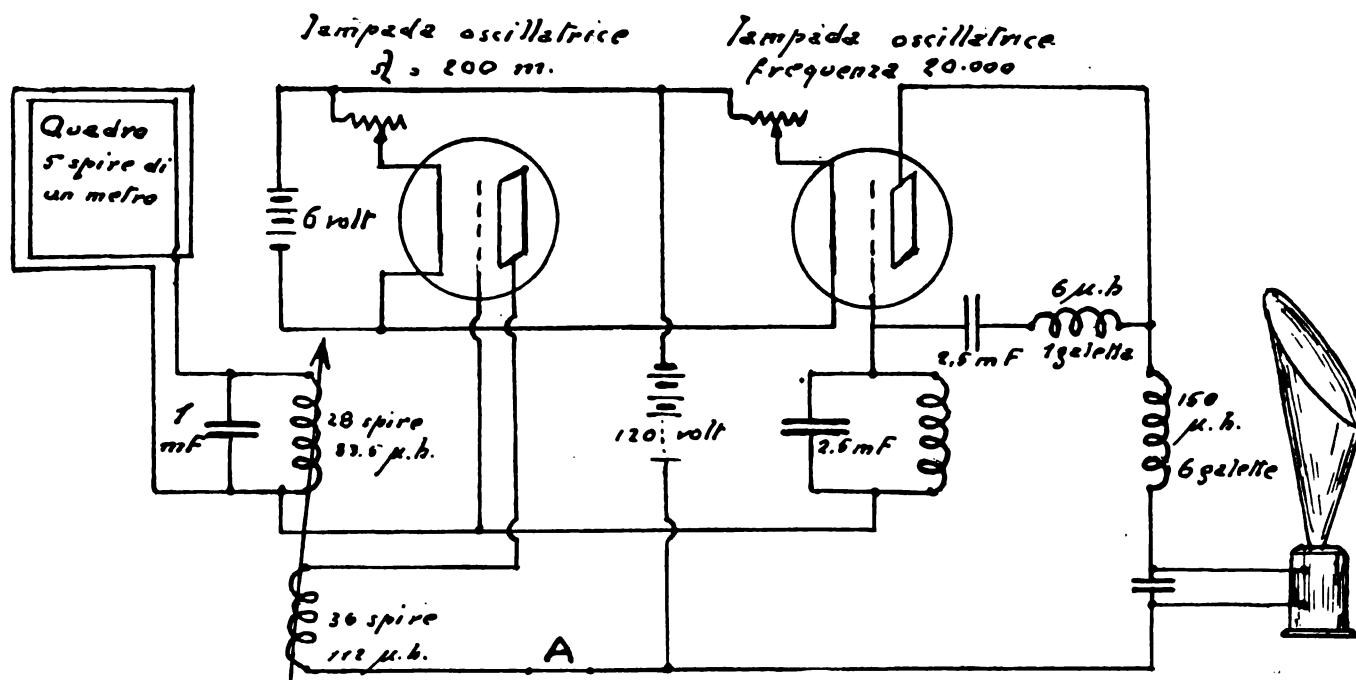 lampada oscillatrice
λ = 200 m.
lampada oscillatrice
frequenza 20.000
Quadro
5 spire di
un metro
6 volt
6 μ.h
2,5 mF
1 galetta
1
mF
28 spire
83.5 μ.h.
120 volt
2.5 mF
150
μ.h.
6 galette
36 spire
112 μ.h.
A